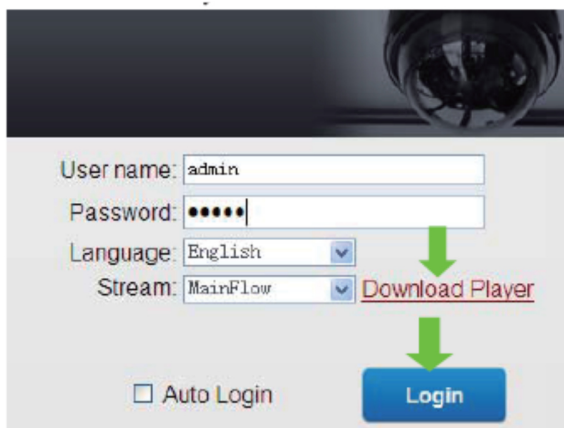 User name: admin
Password: •••••
Language: English
Stream: MainFlow Download Player
Auto Login Login